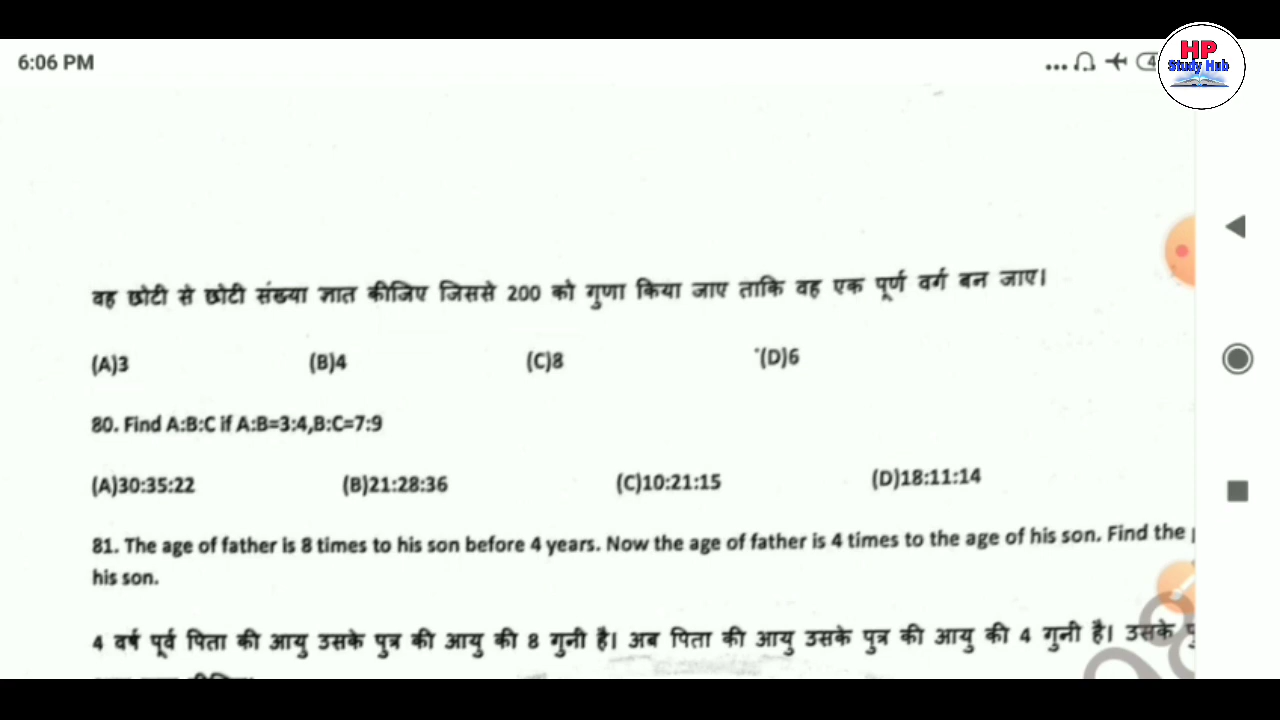 6:06 PM
HP
Study Hub
वह छोटी से छोटी संख्या ज्ञात कीजिए जिससे 200 को गुणा किया जाए ताकि वह एक पूर्ण वर्ग बन जाए।
(A)3 (B)4 (C)8 (D)6
80. Find A:B:C if A:B=3:4,B:C=7:9
(A)30:35:22 (B)21:28:36 (C)10:21:15 (D)18:11:14
81. The age of father is 8 times to his son before 4 years. Now the age of father is 4 times to the age of his son. Find the
his son.
4 वर्ष पूर्व पिता की आयु उसके पुत्र की आयु की 8 गुनी है। अब पिता की आयु उसके पुत्र की आयु की 4 गुनी है। उसके